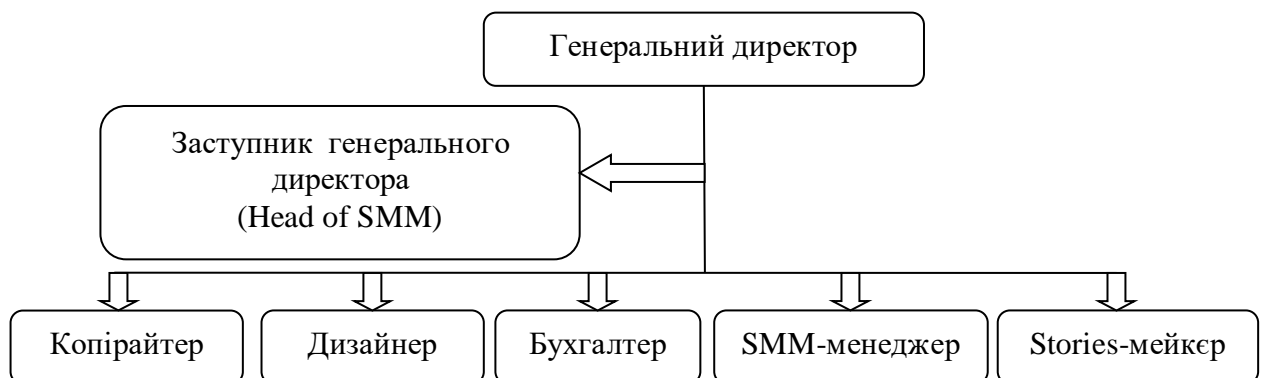 Генеральний директор
Заступник генерального
директора
(Head of SMM)
Копірайтер
Дизайнер
Бухгалтер
SMM-менеджер
Stories-мейкєр